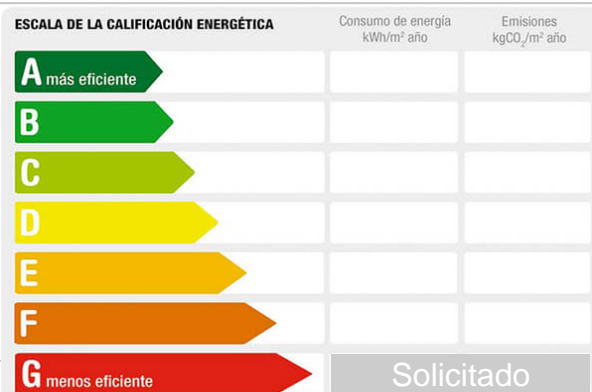 ESCALA DE LA CALIFICACIÓN ENERGÉTICA
Consumo de energía
kWh/m² año
Emisiones
kgCO₂/m² año
A más eficiente
B
C
D
E
F
G menos eficiente
Solicitado